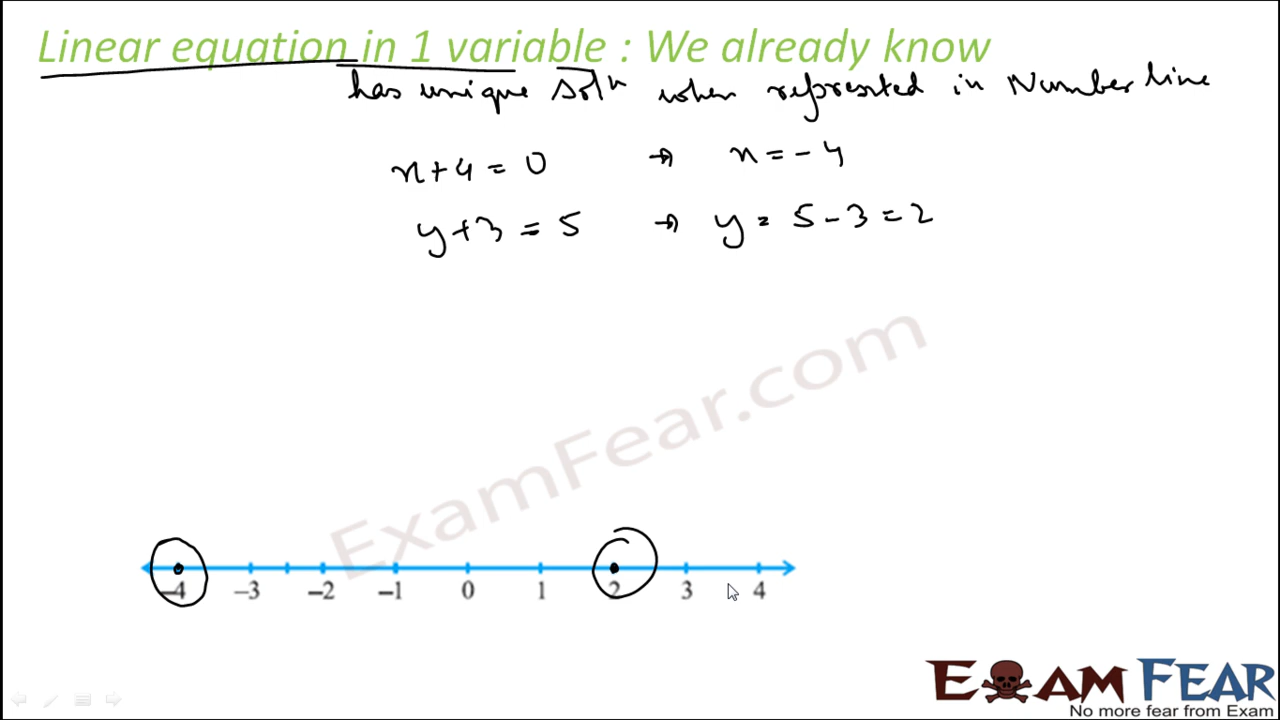 Linear equation in 1 variable : We already know
has unique Solⁿ when represented in Number line
x+4=0 → x=-4
y+3=5 → y=5-3=2
ExamFear.com
-4 -3 -2 -1 0 1 2 3 4
EXAM FEAR
No more fear from Exam